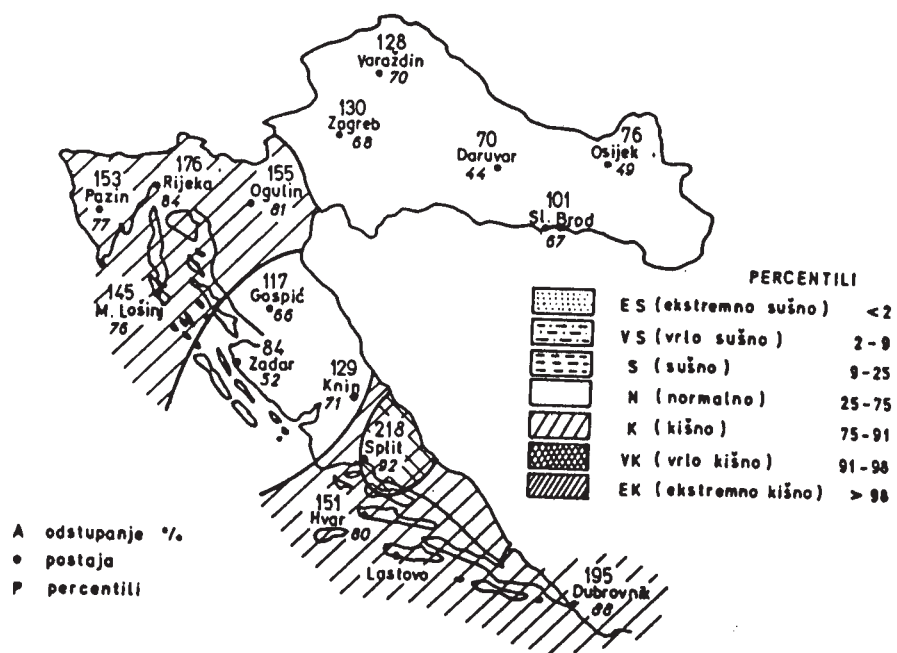 128
Varaždin
70
130
Zagreb
68
70
Daruvar
44
76
Osijek
49
101
Sl. Brod
67
153
Pazin
77
176
Rijeka
84
155
Ogulin
81
145
M. Lošinj
76
117
Gospić
66
84
Zadar
52
129
Knin
71
218
Split
92
151
Hvar
80
Lastovo
195
Dubrovnik
88
PERCENTILI
ES (ekstremno sušno) <2
VS (vrlo sušno) 2-9
S (sušno) 9-25
N (normalno) 25-75
K (kišno) 75-91
VK (vrlo kišno) 91-98
EK (ekstremno kišno) >98
A odstupanje %
• postaja
P percentili